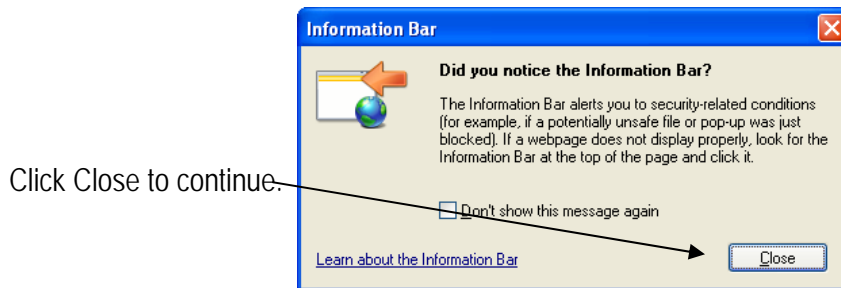 Information Bar
Did you notice the Information Bar?
The Information Bar alerts you to security-related conditions
(for example, if a potentially unsafe file or pop-up was just
blocked). If a webpage does not display properly, look for the
Information Bar at the top of the page and click it.
Click Close to continue.
Don't show this message again
Learn about the Information Bar
Close